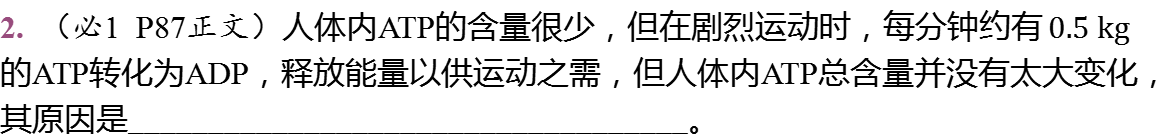 2. （必1 P87正文）人体内ATP的含量很少，但在剧烈运动时，每分钟约有 0.5 kg
的ATP转化为ADP，释放能量以供运动之需，但人体内ATP总含量并没有太大变化，
其原因是___________________________________。